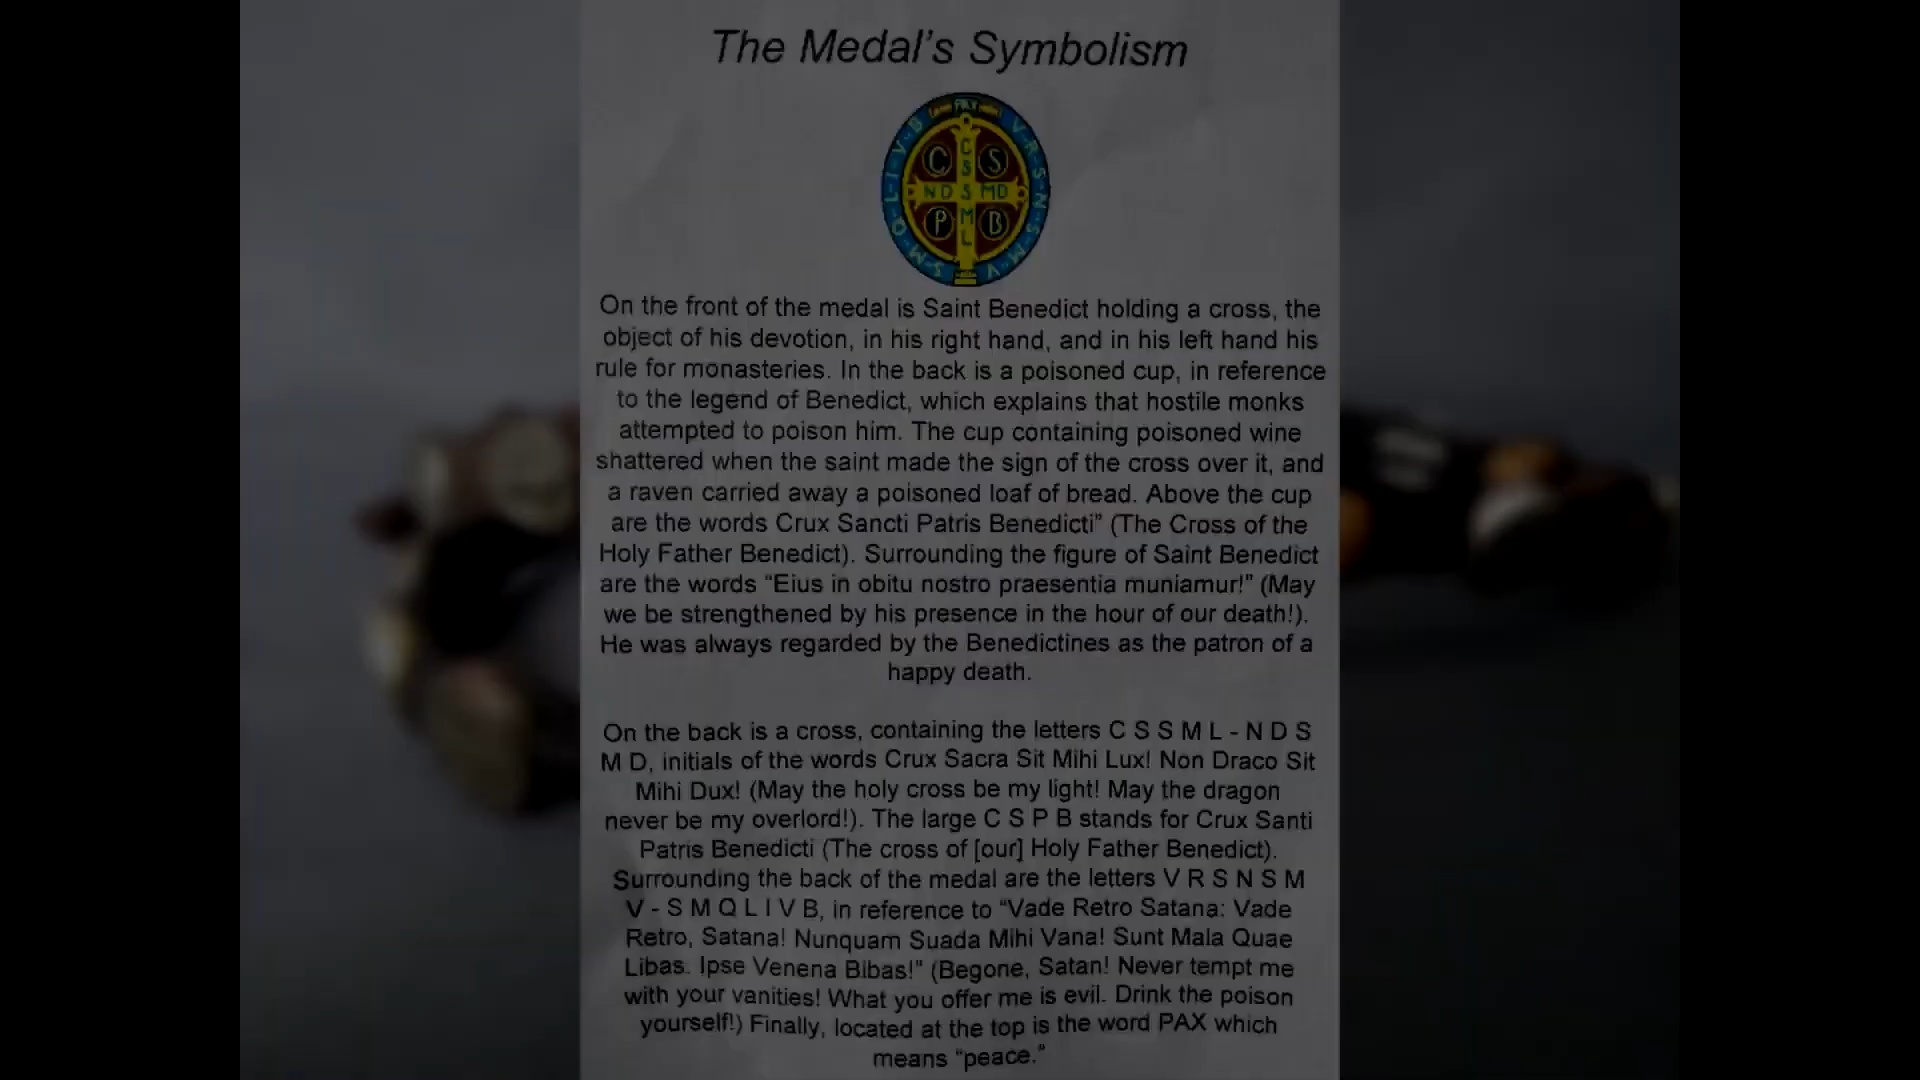 The Medal's Symbolism
PAX
V-R-S-N-S-M-V
S-M-Q-L-I-V-B
C S
C
S
N D S M D
M
L
P B
On the front of the medal is Saint Benedict holding a cross, the
object of his devotion, in his right hand, and in his left hand his
rule for monasteries. In the back is a poisoned cup, in reference
to the legend of Benedict, which explains that hostile monks
attempted to poison him. The cup containing poisoned wine
shattered when the saint made the sign of the cross over it, and
a raven carried away a poisoned loaf of bread. Above the cup
are the words Crux Sancti Patris Benedicti” (The Cross of the
Holy Father Benedict). Surrounding the figure of Saint Benedict
are the words “Eius in obitu nostro praesentia muniamur!” (May
we be strengthened by his presence in the hour of our death!).
He was always regarded by the Benedictines as the patron of a
happy death.
On the back is a cross, containing the letters C S S M L - N D S
M D, initials of the words Crux Sacra Sit Mihi Lux! Non Draco Sit
Mihi Dux! (May the holy cross be my light! May the dragon
never be my overlord!). The large C S P B stands for Crux Santi
Patris Benedicti (The cross of [our] Holy Father Benedict).
Surrounding the back of the medal are the letters V R S N S M
V - S M Q L I V B, in reference to “Vade Retro Satana: Vade
Retro, Satana! Nunquam Suada Mihi Vana! Sunt Mala Quae
Libas. Ipse Venena Bibas!” (Begone, Satan! Never tempt me
with your vanities! What you offer me is evil. Drink the poison
yourself!) Finally, located at the top is the word PAX which
means “peace.”